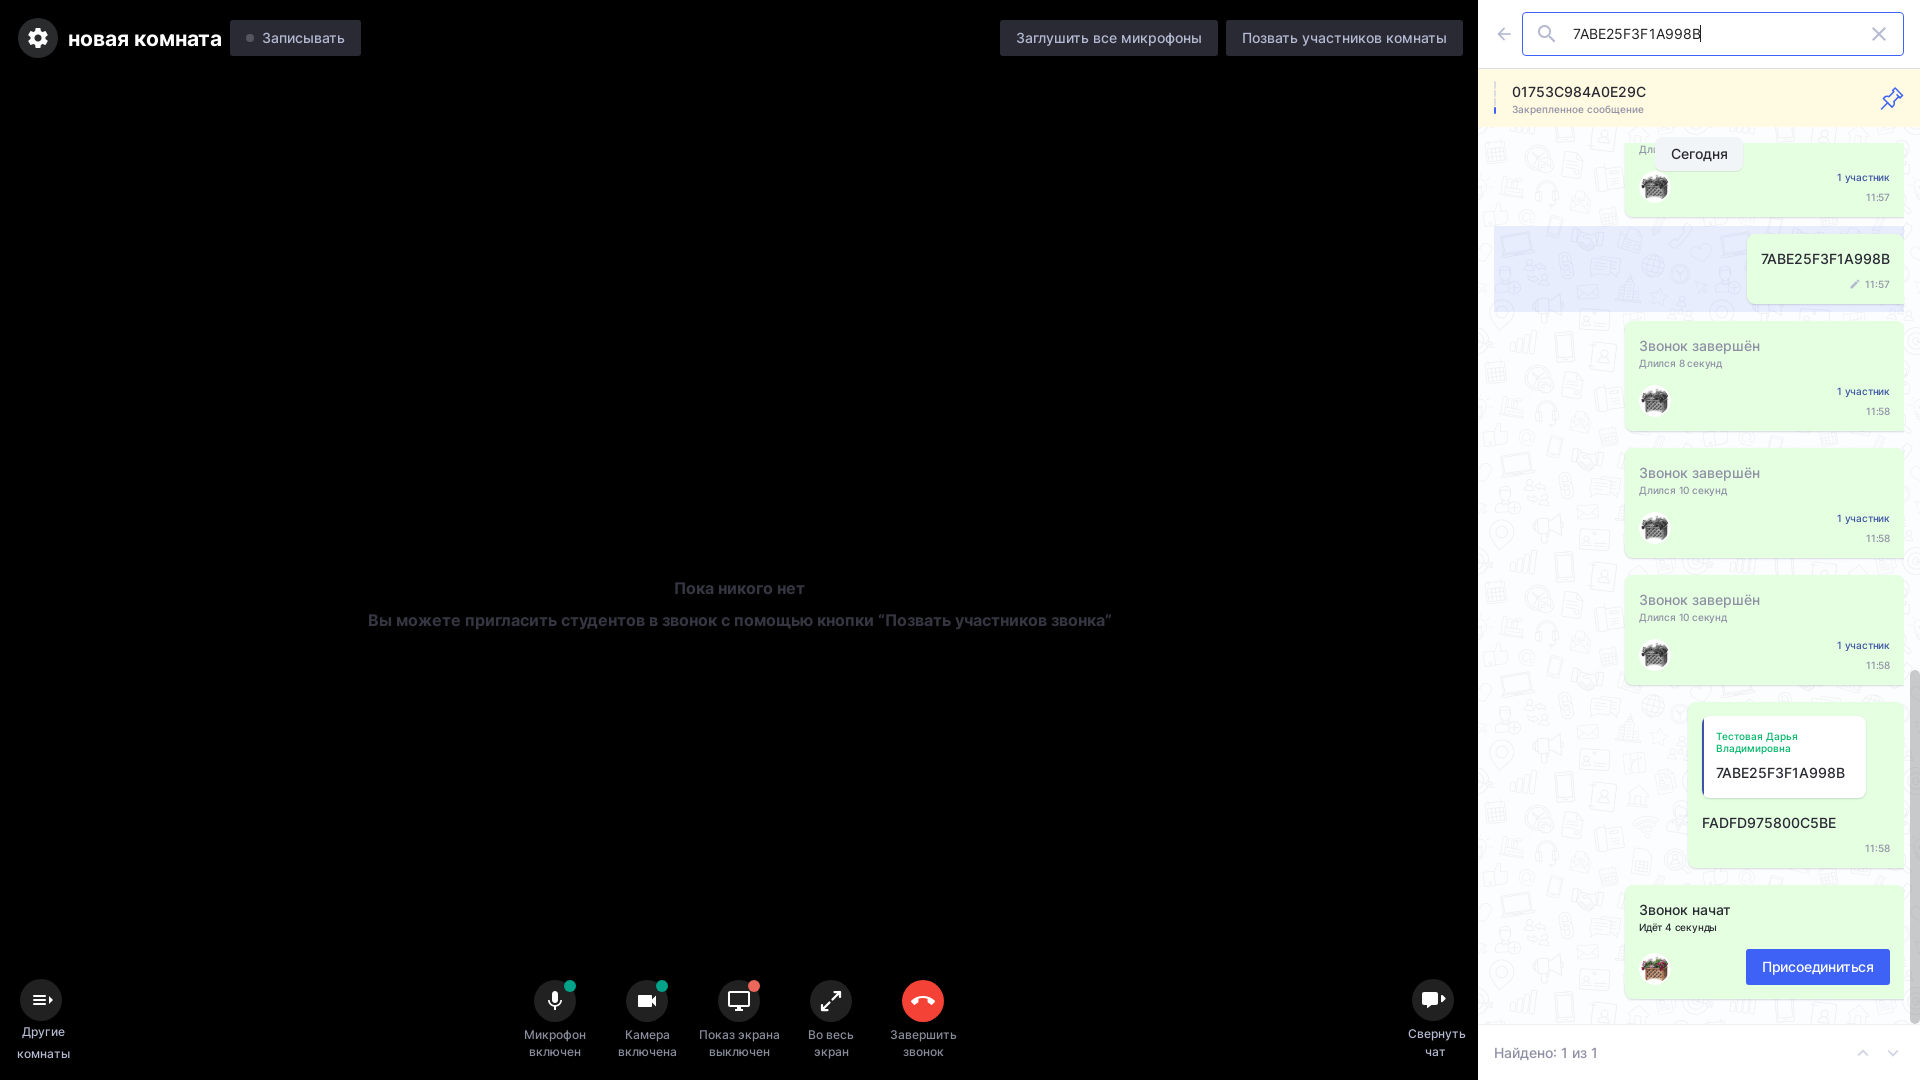 новая комната
Записывать
Заглушить все микрофоны
Позвать участников комнаты
Пока никого нет
Вы можете пригласить студентов в звонок с помощью кнопки “Позвать участников звонка”
Другие
комнаты
Микрофон
включен
Камера
включена
Показ экрана
выключен
Во весь
экран
Завершить
звонок
Свернуть
чат
7ABE25F3F1A998B
01753C984A0E29C
Закрепленное сообщение
Сегодня
1 участник
11:57
7ABE25F3F1A998B
11:57
Звонок завершён
Длился 8 секунд
1 участник
11:58
Звонок завершён
Длился 10 секунд
1 участник
11:58
Звонок завершён
Длился 10 секунд
1 участник
11:58
Тестовая Дарья
Владимировна
7ABE25F3F1A998B
FADFD975800C5BE
11:58
Звонок начат
Идёт 4 секунды
Присоединиться
Найдено: 1 из 1